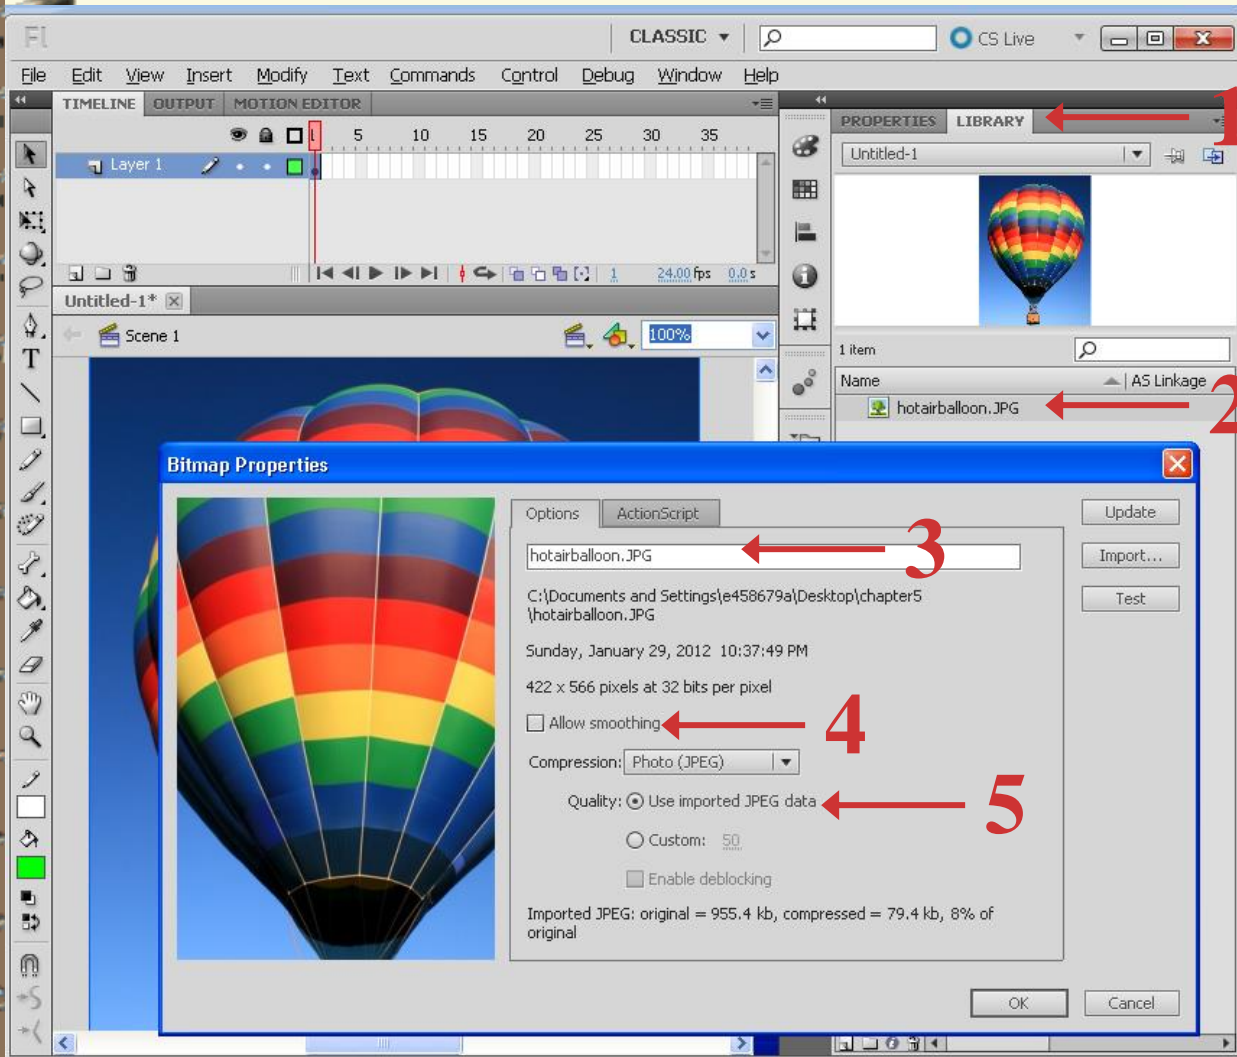 Fl CLASSIC CS Live
File Edit View Insert Modify Text Commands Control Debug Window Help
TIMELINE OUTPUT MOTION EDITOR
5 10 15 20 25 30 35
Layer 1
1 24.00 fps 0.0 s
Untitled-1*
Scene 1 100%
T
PROPERTIES LIBRARY 1
Untitled-1
1 item
Name AS Linkage
hotairballoon.JPG 2
Bitmap Properties
Options ActionScript Update
hotairballoon.JPG 3 Import...
C:\Documents and Settings\e458679a\Desktop\chapter5 Test
\hotairballoon.JPG
Sunday, January 29, 2012 10:37:49 PM
422 x 566 pixels at 32 bits per pixel
Allow smoothing 4
Compression: Photo (JPEG)
Quality: Use imported JPEG data 5
Custom: 50
Enable deblocking
Imported JPEG: original = 955.4 kb, compressed = 79.4 kb, 8% of
original
OK Cancel